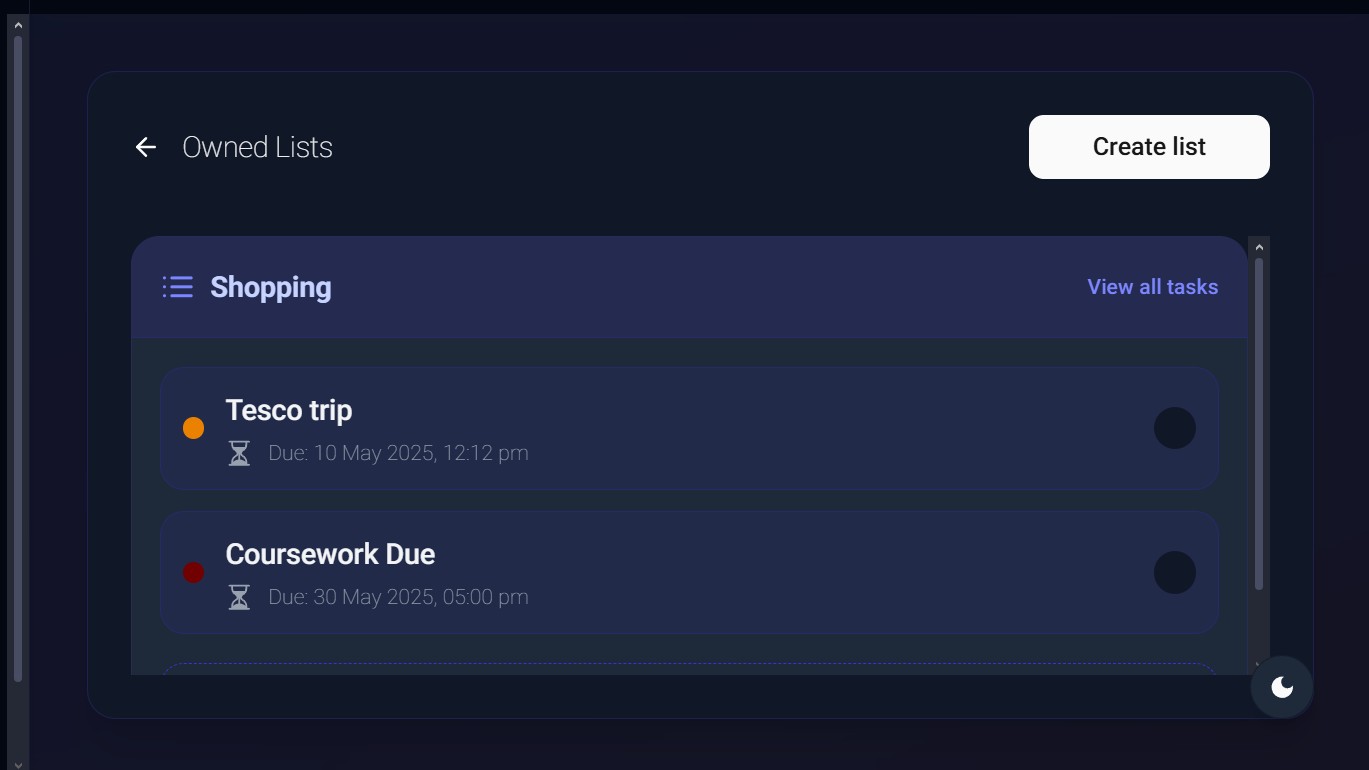 Owned Lists
Create list
Shopping
View all tasks
Tesco trip
Due: 10 May 2025, 12:12 pm
Coursework Due
Due: 30 May 2025, 05:00 pm